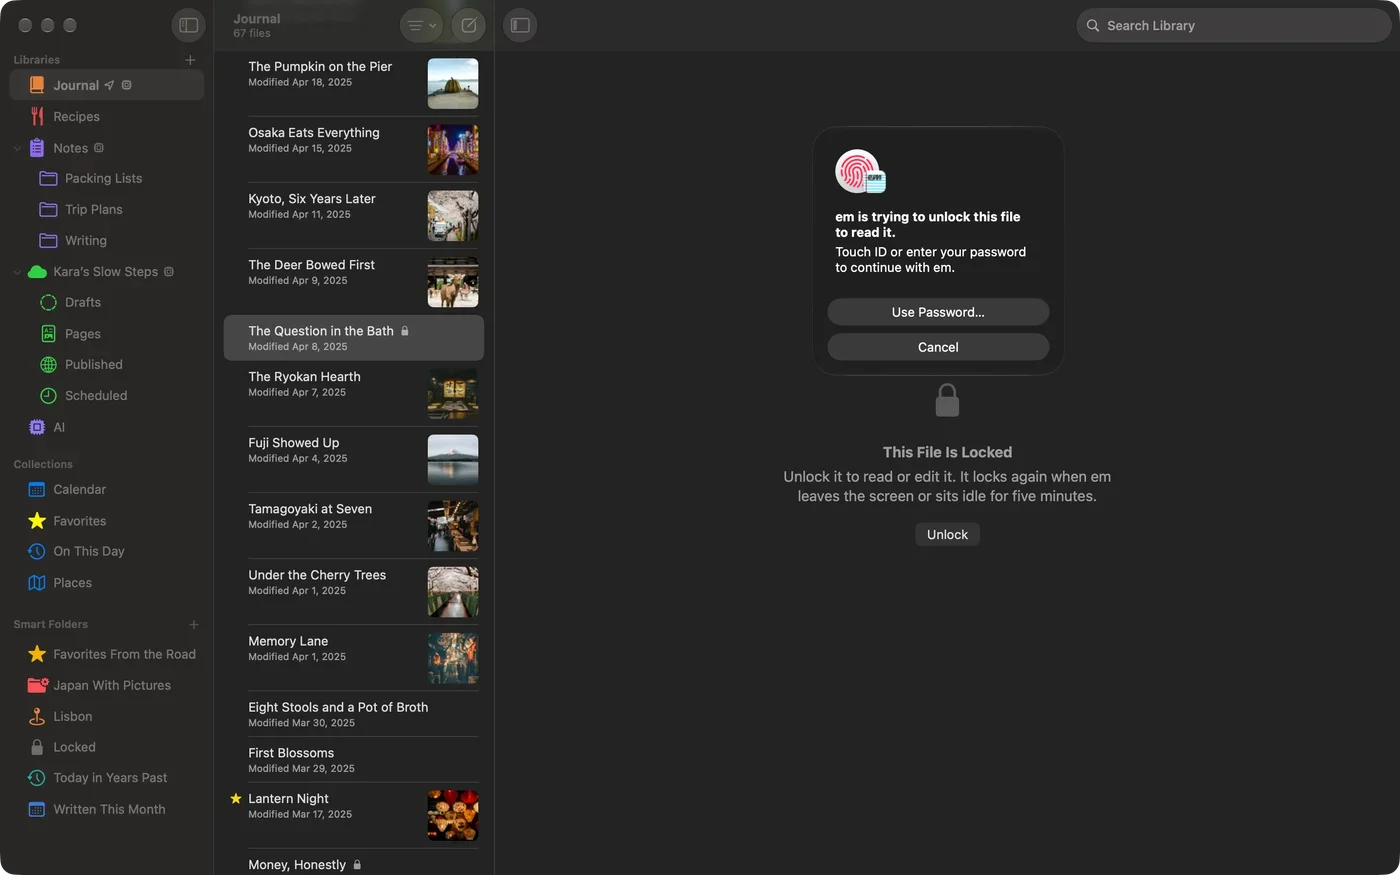 Libraries
Journal
Recipes
Notes
Packing Lists
Trip Plans
Writing
Kara's Slow Steps
Drafts
Pages
Published
Scheduled
AI
Collections
Calendar
Favorites
On This Day
Places
Smart Folders
Favorites From the Road
Japan With Pictures
Lisbon
Locked
Today in Years Past
Written This Month
Journal
67 files
The Pumpkin on the Pier
Modified Apr 18, 2025
Osaka Eats Everything
Modified Apr 15, 2025
Kyoto, Six Years Later
Modified Apr 11, 2025
The Deer Bowed First
Modified Apr 9, 2025
The Question in the Bath
Modified Apr 8, 2025
The Ryokan Hearth
Modified Apr 7, 2025
Fuji Showed Up
Modified Apr 4, 2025
Tamagoyaki at Seven
Modified Apr 2, 2025
Under the Cherry Trees
Modified Apr 1, 2025
Memory Lane
Modified Apr 1, 2025
Eight Stools and a Pot of Broth
Modified Mar 30, 2025
First Blossoms
Modified Mar 29, 2025
Lantern Night
Modified Mar 17, 2025
Money, Honestly
Search Library
em is trying to unlock this file
to read it.
Touch ID or enter your password
to continue with em.
Use Password...
Cancel
This File Is Locked
Unlock it to read or edit it. It locks again when em
leaves the screen or sits idle for five minutes.
Unlock